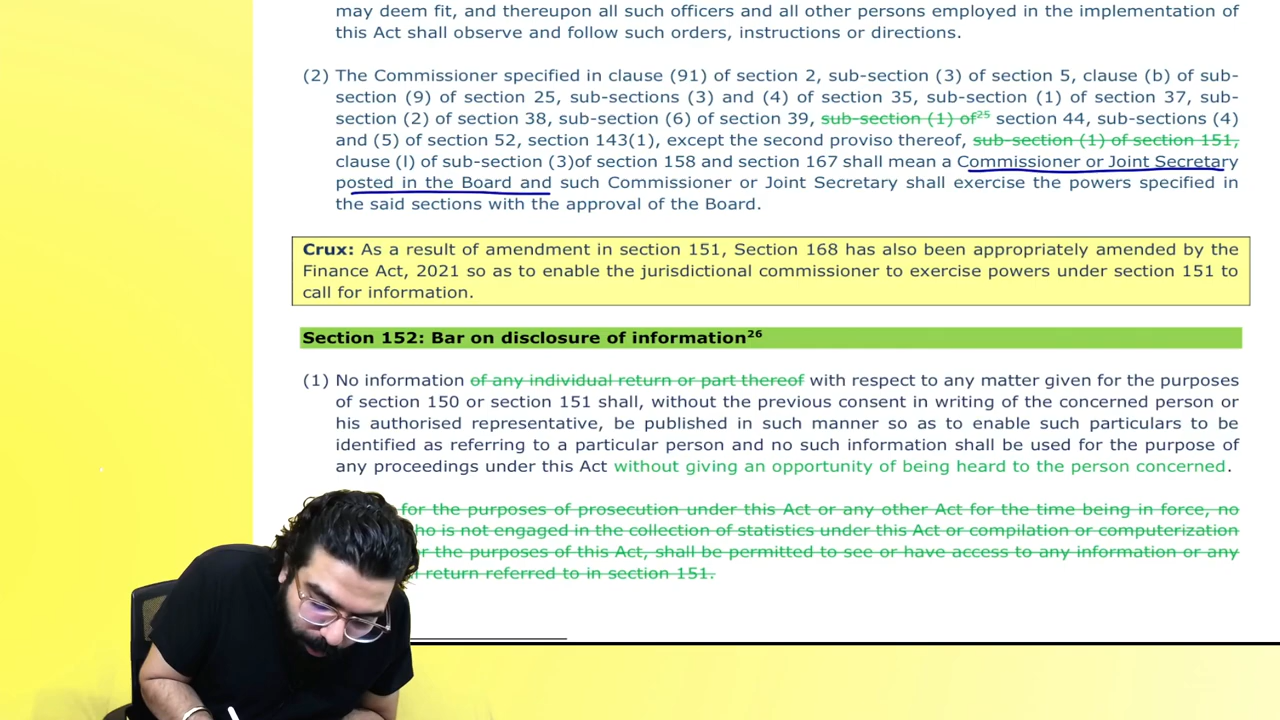 may deem fit, and thereupon all such officers and all other persons employed in the implementation of
this Act shall observe and follow such orders, instructions or directions.
(2) The Commissioner specified in clause (91) of section 2, sub-section (3) of section 5, clause (b) of sub-
section (9) of section 25, sub-sections (3) and (4) of section 35, sub-section (1) of section 37, sub-
section (2) of section 38, sub-section (6) of section 39, sub-section (1) of25 section 44, sub-sections (4)
and (5) of section 52, section 143(1), except the second proviso thereof, sub-section (1) of section 151,
clause (l) of sub-section (3)of section 158 and section 167 shall mean a Commissioner or Joint Secretary
posted in the Board and such Commissioner or Joint Secretary shall exercise the powers specified in
the said sections with the approval of the Board.
Crux: As a result of amendment in section 151, Section 168 has also been appropriately amended by the
Finance Act, 2021 so as to enable the jurisdictional commissioner to exercise powers under section 151 to
call for information.
Section 152: Bar on disclosure of information26
(1) No information of any individual return or part thereof with respect to any matter given for the purposes
of section 150 or section 151 shall, without the previous consent in writing of the concerned person or
his authorised representative, be published in such manner so as to enable such particulars to be
identified as referring to a particular person and no such information shall be used for the purpose of
any proceedings under this Act without giving an opportunity of being heard to the person concerned.
for the purposes of prosecution under this Act or any other Act for the time being in force, no
who is not engaged in the collection of statistics under this Act or compilation or computerization
the purposes of this Act, shall be permitted to see or have access to any information or any
return referred to in section 151.